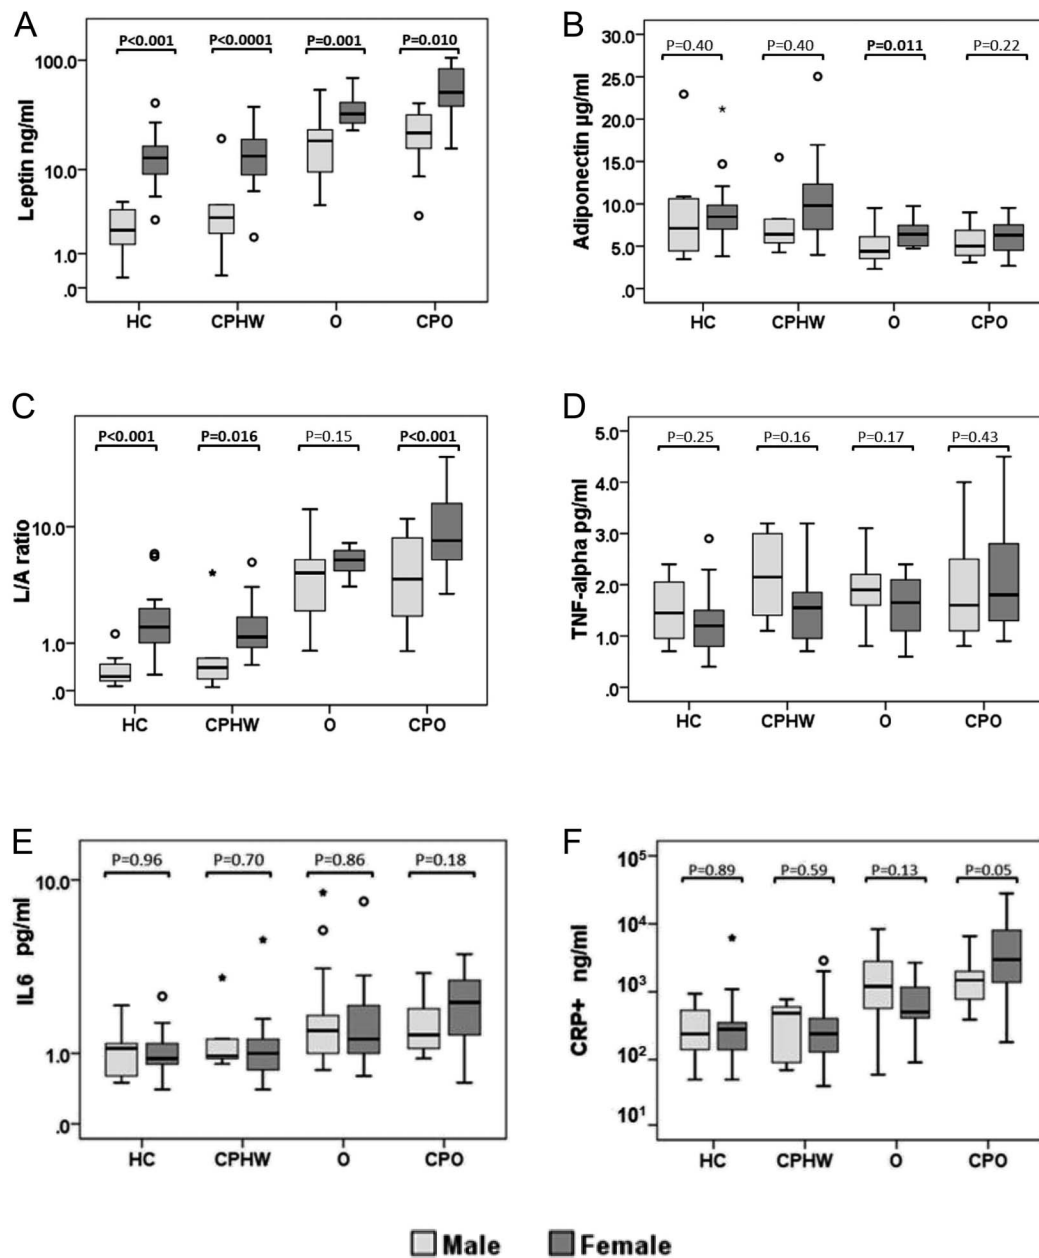 A
P<0.001 P<0.0001 P=0.001 P=0.010
Leptin ng/ml
100.0
10.0
1.0
.0
HC CPHW O CPO
B
P=0.40 P=0.40 P=0.011 P=0.22
Adiponectin µg/ml
30.0
25.0
20.0
15.0
10.0
5.0
.0
HC CPHW O CPO
C
P<0.001 P=0.016 P=0.15 P<0.001
L/A ratio
10.0
1.0
.0
HC CPHW O CPO
D
P=0.25 P=0.16 P=0.17 P=0.43
TNF-alpha pg/ml
5.0
4.0
3.0
2.0
1.0
.0
HC CPHW O CPO
E
P=0.96 P=0.70 P=0.86 P=0.18
IL6 pg/ml
10.0
1.0
.0
HC CPHW O CPO
F
P=0.89 P=0.59 P=0.13 P=0.05
CRP+ ng/ml
10⁵
10⁴
10³
10²
10¹
HC CPHW O CPO
Male Female